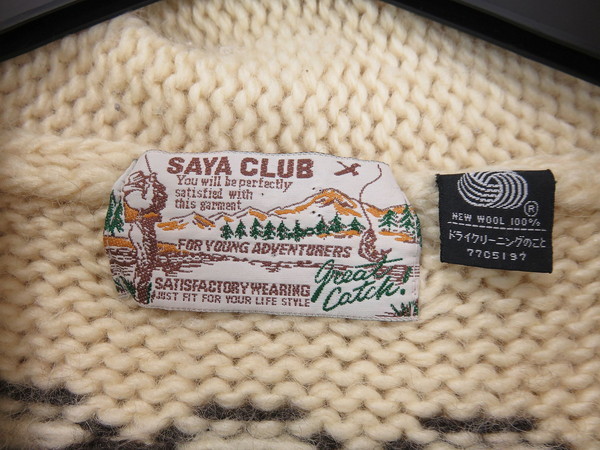 SAYA CLUB
You will be perfectly
satisfied with
this garment
FOR YOUNG ADVENTURERS
SATISFACTORY WEARING
JUST FIT FOR YOUR LIFE STYLE
Great
Catch!
®
NEW WOOL 100%
ドライクリーニングのこと
7705197